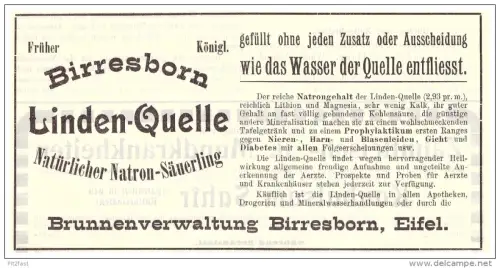 Früher Königl.
Birresborn
Linden-Quelle
Natürlicher Natron-Säuerling
gefüllt ohne jeden Zusatz oder Ausscheidung
wie das Wasser der Quelle entfliesst.
Der reiche Natrongehalt der Linden-Quelle (2,93 pr. m.),
reichlich Lithion und Magnesia, sehr wenig Kalk, ihr guter
Gehalt an fast völlig gebundener Kohlensäure, die günstige
andere Mineralisation machen sie zu einem wohlschmeckenden
Tafelgetränk und zu einem Prophylaktikum ersten Ranges
gegen Nieren-, Harn- und Blasenleiden, Gicht und
Diabetes mit allen Folgerscheinungen usw.
Die Linden-Quelle findet wegen hervorragender Heil-
wirkung allgemeine freudige Aufnahme und ungeteilte An-
erkennung der Aerzte. Prospekte und Proben für Aerzte
und Krankenhäuser stehen jederzeit zur Verfügung.
Käuflich ist die Linden-Quelle in allen Apotheken,
Drogerien und Mineralwasserhandlungen oder durch die
Brunnenverwaltung Birresborn, Eifel.